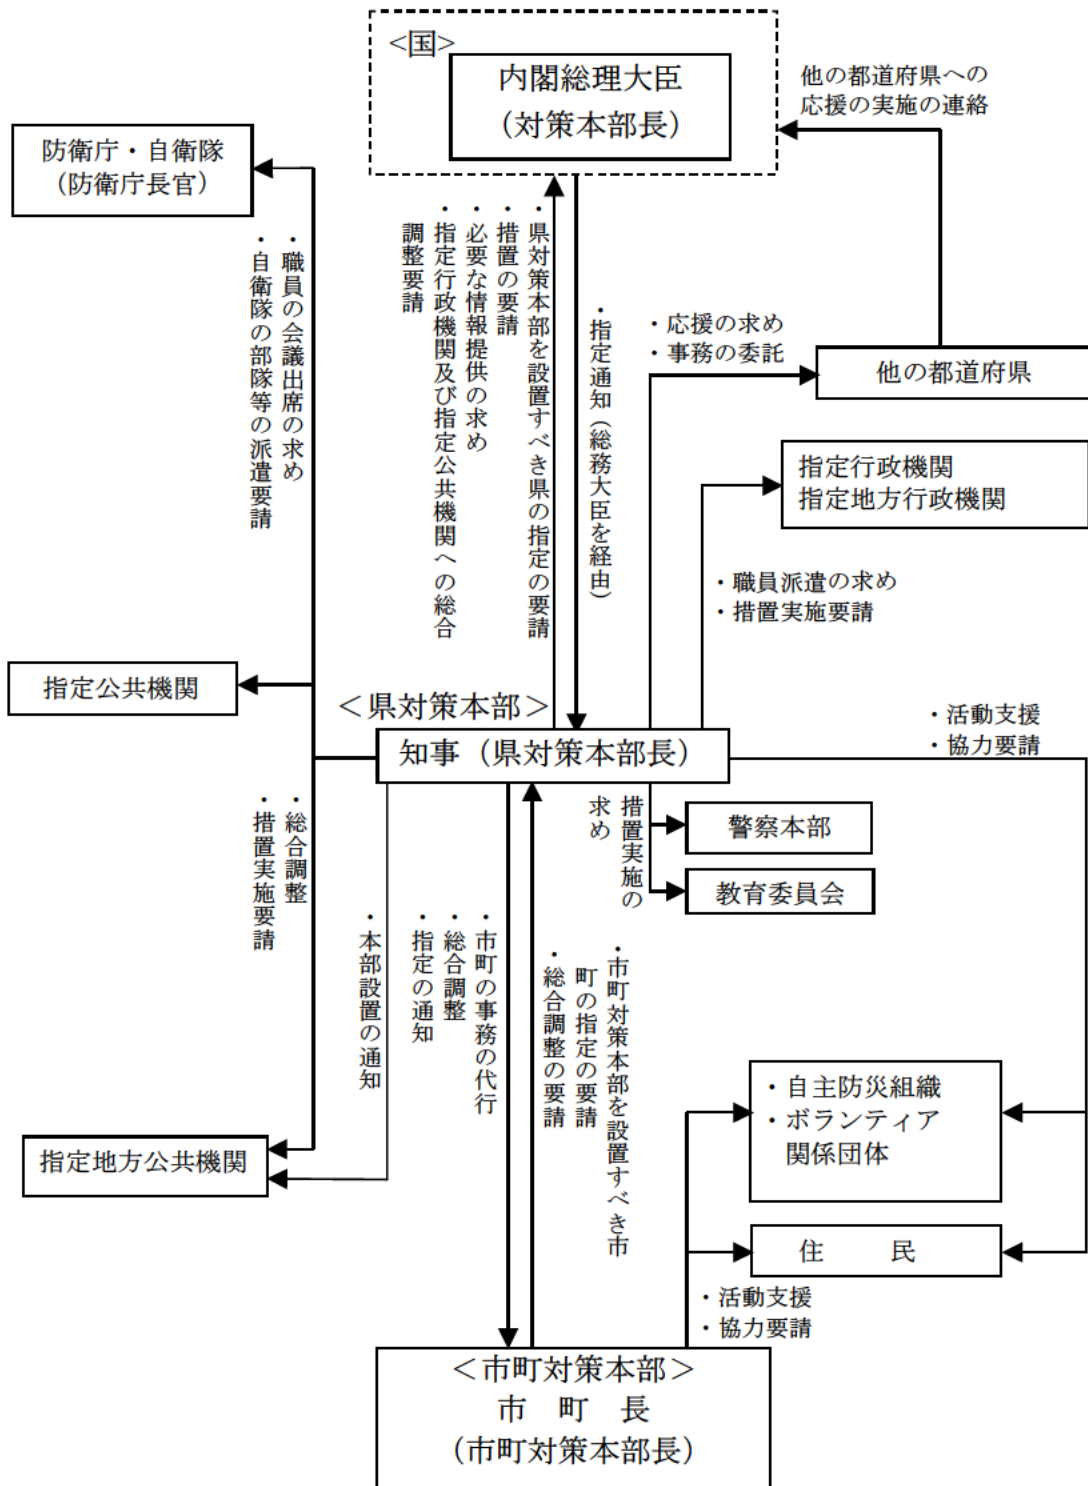 <国>
内閣総理大臣
（対策本部長）
他の都道府県への
応援の実施の連絡
防衛庁・自衛隊
（防衛庁長官）
・職員の会議出席の求め
・自衛隊の部隊等の派遣要請
・県対策本部を設置すべき県の指定の要請
・措置の要請
・必要な情報提供の求め
・指定行政機関及び指定公共機関への総合
調整要請
・指定通知（総務大臣を経由）
・応援の求め
・事務の委託
他の都道府県
指定行政機関
指定地方行政機関
・職員派遣の求め
・措置実施要請
指定公共機関
＜県対策本部＞
知事（県対策本部長）
・活動支援
・協力要請
措置実施の
求め
警察本部
教育委員会
・総合調整
・措置実施要請
・本部設置の通知
・市町の事務の代行
・総合調整
・指定の通知
・市町対策本部を設置すべき市
町の指定の要請
・総合調整の要請
指定地方公共機関
・自主防災組織
・ボランティア
関係団体
住　　民
・活動支援
・協力要請
＜市町対策本部＞
市　町　長
（市町対策本部長）